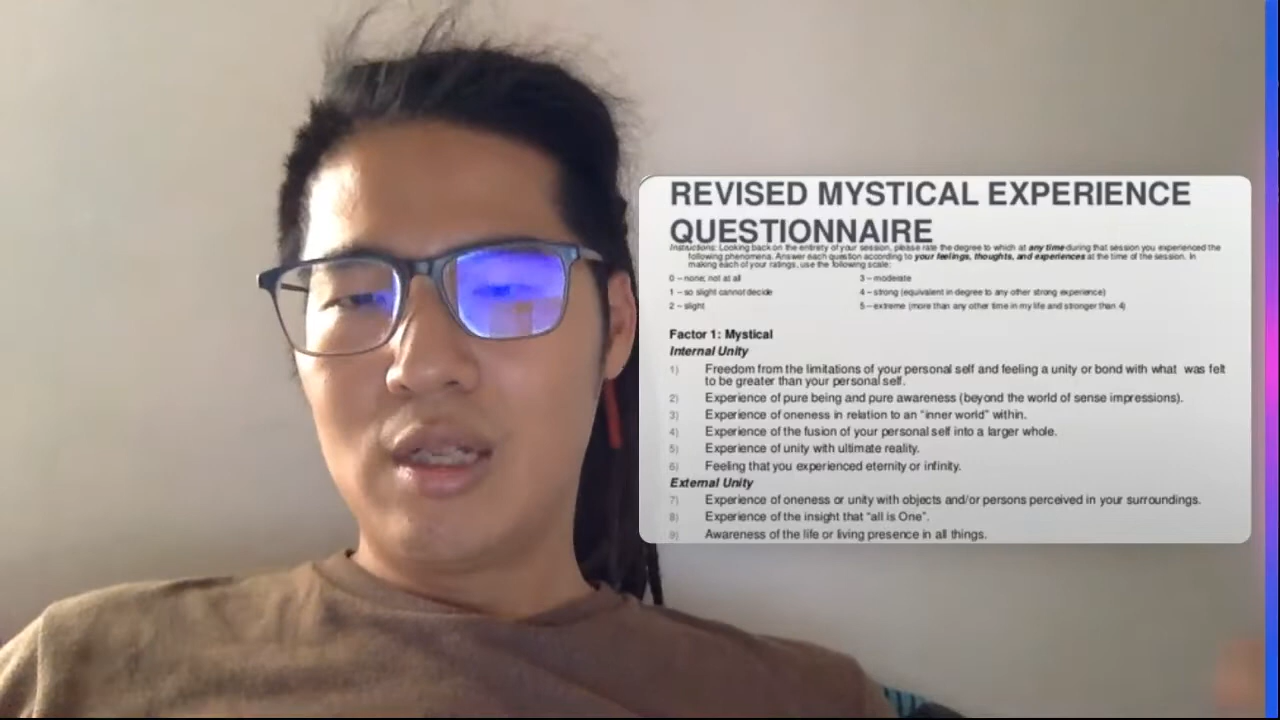 REVISED MYSTICAL EXPERIENCE
QUESTIONNAIRE
Instructions: Looking back on the entirety of your session, please rate the degree to which at any time during that session you experienced the
following phenomena. Answer each question according to your feelings, thoughts, and experiences at the time of the session. In
making each of your ratings, use the following scale:
0 – none; not at all 3 – moderate
1 – so slight cannot decide 4 – strong (equivalent in degree to any other strong experience)
2 – slight 5 – extreme (more than any other time in my life and stronger than 4)
Factor 1: Mystical
Internal Unity
1) Freedom from the limitations of your personal self and feeling a unity or bond with what was felt
to be greater than your personal self.
2) Experience of pure being and pure awareness (beyond the world of sense impressions).
3) Experience of oneness in relation to an “inner world” within.
4) Experience of the fusion of your personal self into a larger whole.
5) Experience of unity with ultimate reality.
6) Feeling that you experienced eternity or infinity.
External Unity
7) Experience of oneness or unity with objects and/or persons perceived in your surroundings.
8) Experience of the insight that “all is One”.
9) Awareness of the life or living presence in all things.